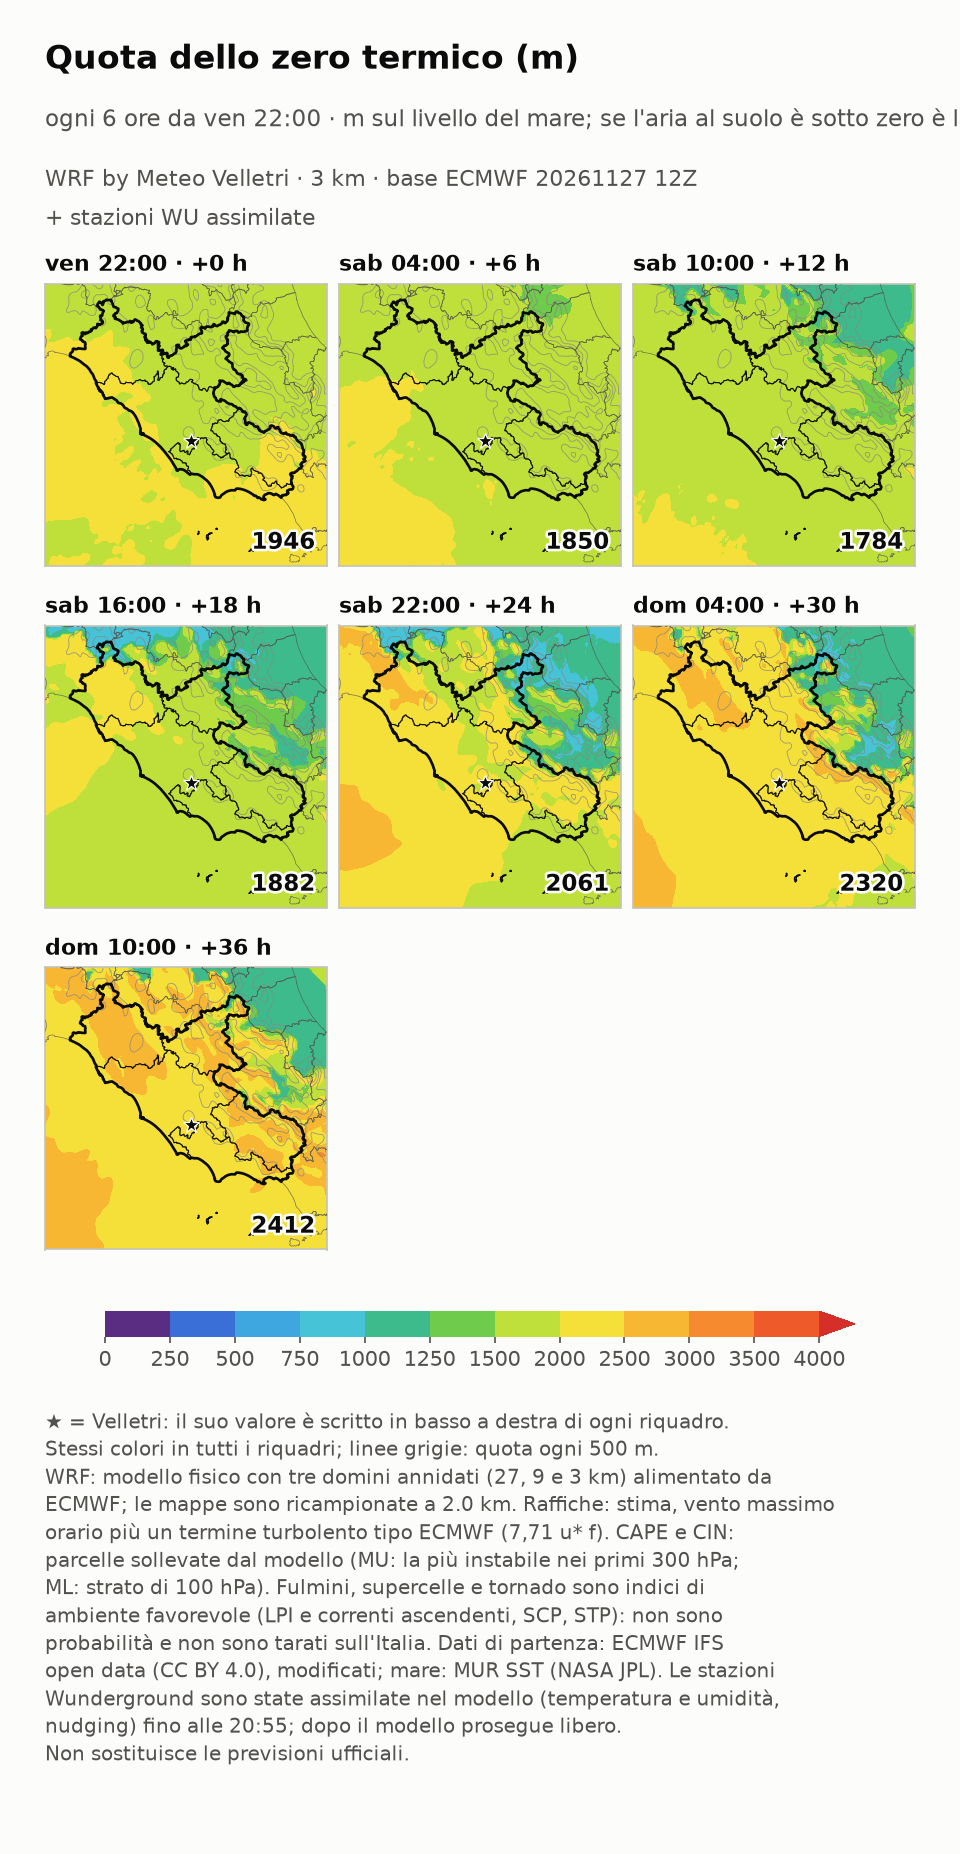 Quota dello zero termico (m)
ogni 6 ore da ven 22:00 · m sul livello del mare; se l'aria al suolo è sotto zero è l
WRF by Meteo Velletri · 3 km · base ECMWF 20261127 12Z
+ stazioni WU assimilate
ven 22:00 · +0 h
sab 04:00 · +6 h
sab 10:00 · +12 h
1946
1850
1784
sab 16:00 · +18 h
sab 22:00 · +24 h
dom 04:00 · +30 h
1882
2061
2320
dom 10:00 · +36 h
2412
0 250 500 750 1000 1250 1500 2000 2500 3000 3500 4000
★ = Velletri: il suo valore è scritto in basso a destra di ogni riquadro.
Stessi colori in tutti i riquadri; linee grigie: quota ogni 500 m.
WRF: modello fisico con tre domini annidati (27, 9 e 3 km) alimentato da
ECMWF; le mappe sono ricampionate a 2.0 km. Raffiche: stima, vento massimo
orario più un termine turbolento tipo ECMWF (7,71 u* f). CAPE e CIN:
parcelle sollevate dal modello (MU: la più instabile nei primi 300 hPa;
ML: strato di 100 hPa). Fulmini, supercelle e tornado sono indici di
ambiente favorevole (LPI e correnti ascendenti, SCP, STP): non sono
probabilità e non sono tarati sull'Italia. Dati di partenza: ECMWF IFS
open data (CC BY 4.0), modificati; mare: MUR SST (NASA JPL). Le stazioni
Wunderground sono state assimilate nel modello (temperatura e umidità,
nudging) fino alle 20:55; dopo il modello prosegue libero.
Non sostituisce le previsioni ufficiali.